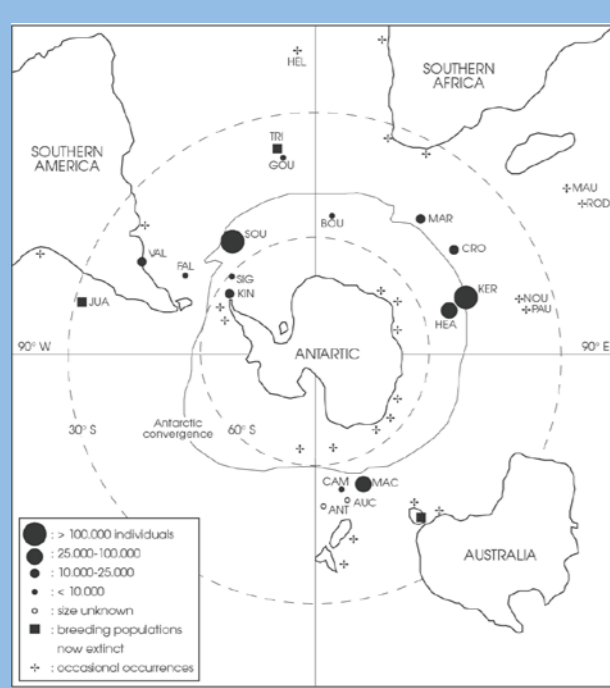 HEL
SOUTHERN
AFRICA
TRI
GOU
SOUTHERN
AMERICA
MAU
ROD
BOU
MAR
VAL
SOU
CRO
FAL
SIG
KIN
KER
JUA
NOU
PAU
HEA
90° W
ANTARTIC
90° E
30° S
Antarctic
convergence
60° S
CAM
MAC
AUC
ANT
AUSTRALIA
: > 100.000 individuals
: 25.000-100.000
: 10.000-25.000
: < 10.000
: size unknown
: breeding populations
now extinct
: occasional occurrences